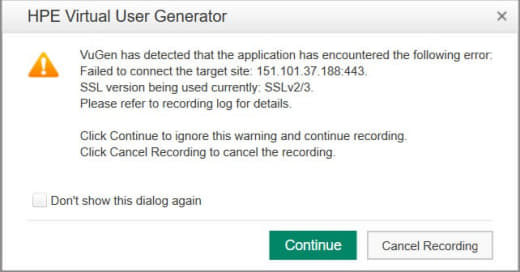 HPE Virtual User Generator
VuGen has detected that the application has encountered the following error:
Failed to connect the target site: 151.101.37.188:443.
SSL version being used currently: SSLv2/3.
Please refer to recording log for details.
Click Continue to ignore this warning and continue recording.
Click Cancel Recording to cancel the recording.
Don't show this dialog again
Continue
Cancel Recording